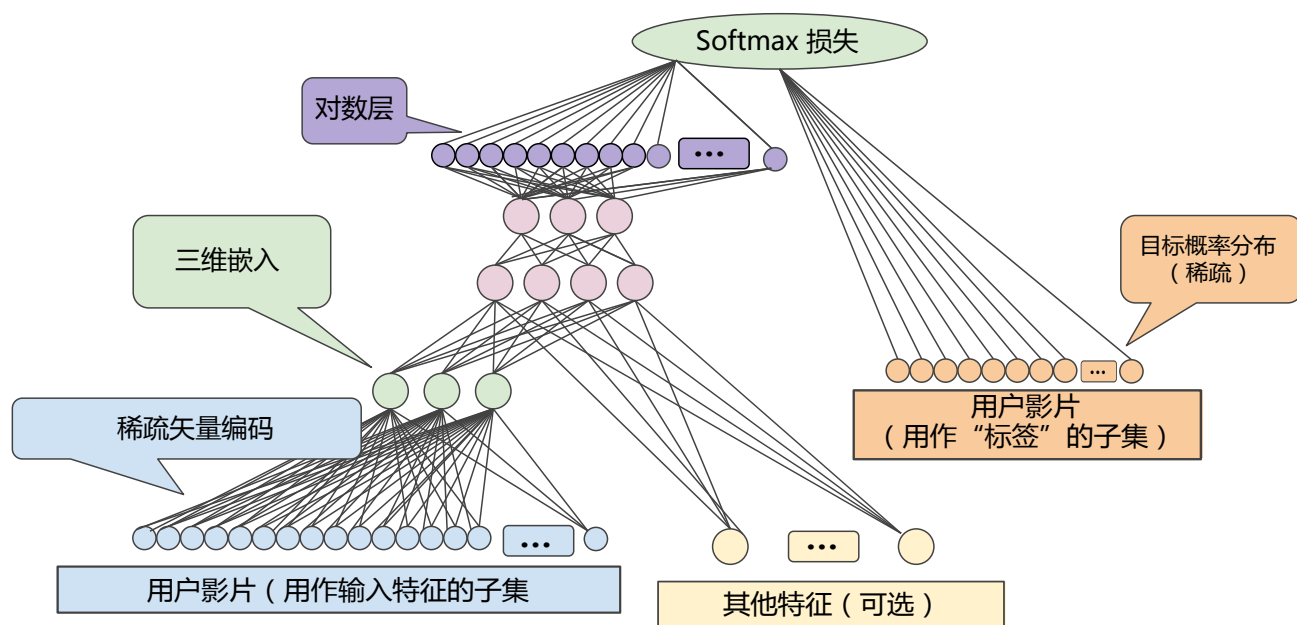 Softmax 损失
对数层
...
三维嵌入
目标概率分布
（稀疏）
...
用户影片
（用作“标签”的子集）
稀疏矢量编码
...
...
用户影片（用作输入特征的子集
其他特征（可选）